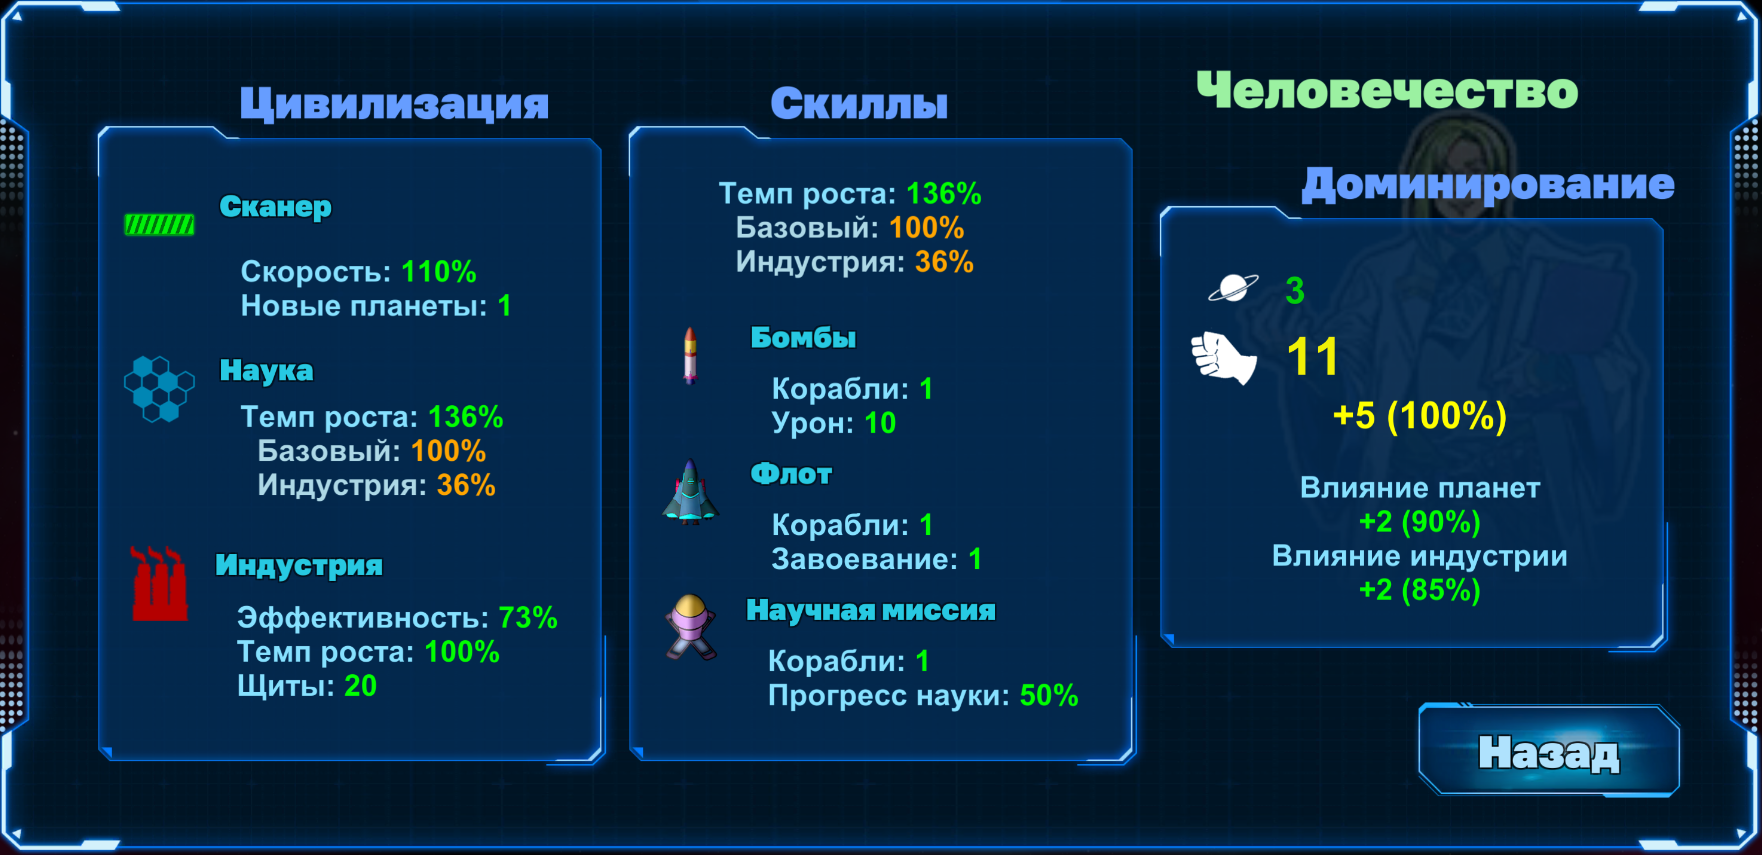 Цивилизация
Сканер
Скорость: 110%
Новые планеты: 1
Наука
Темп роста: 136%
Базовый: 100%
Индустрия: 36%
Индустрия
Эффективность: 73%
Темп роста: 100%
Щиты: 20
Скиллы
Темп роста: 136%
Базовый: 100%
Индустрия: 36%
Бомбы
Корабли: 1
Урон: 10
Флот
Корабли: 1
Завоевание: 1
Научная миссия
Корабли: 1
Прогресс науки: 50%
Человечество
Доминирование
3
11
+5 (100%)
Влияние планет
+2 (90%)
Влияние индустрии
+2 (85%)
Назад